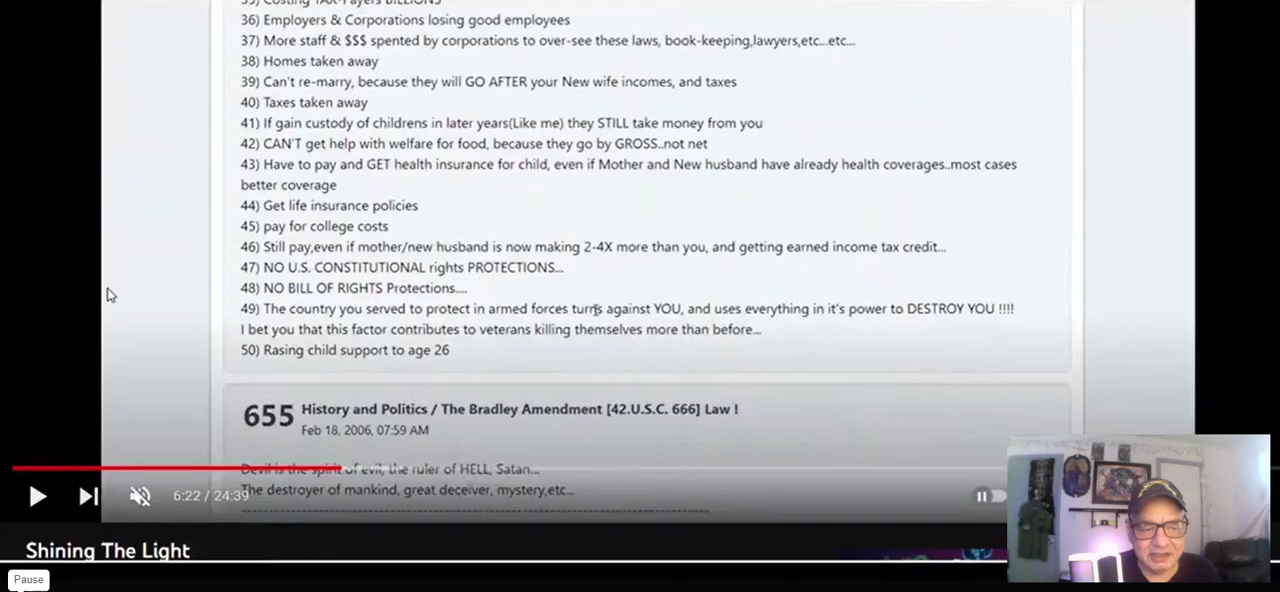 35) Costing TAX-Payers BILLIONS
36) Employers & Corporations losing good employees
37) More staff & $$$ spented by corporations to over-see these laws, book-keeping,lawyers,etc...etc...
38) Homes taken away
39) Can't re-marry, because they will GO AFTER your New wife incomes, and taxes
40) Taxes taken away
41) If gain custody of childrens in later years(Like me) they STILL take money from you
42) CAN'T get help with welfare for food, because they go by GROSS..not net
43) Have to pay and GET health insurance for child, even if Mother and New husband have already health coverages..most cases
better coverage
44) Get life insurance policies
45) pay for college costs
46) Still pay,even if mother/new husband is now making 2-4X more than you, and getting earned income tax credit...
47) NO U.S. CONSTITUTIONAL rights PROTECTIONS...
48) NO BILL OF RIGHTS Protections....
49) The country you served to protect in armed forces turns against YOU, and uses everything in it's power to DESTROY YOU !!!!
I bet you that this factor contributes to veterans killing themselves more than before...
50) Rasing child support to age 26
655 History and Politics / The Bradley Amendment [42.U.S.C. 666] Law !
Feb 18, 2006, 07:59 AM
Devil is the spirit of evil, the ruler of HELL; Satan...
The destroyer of mankind, great deceiver, mystery,etc...
6:22 / 24:39
Shining The Light
Pause